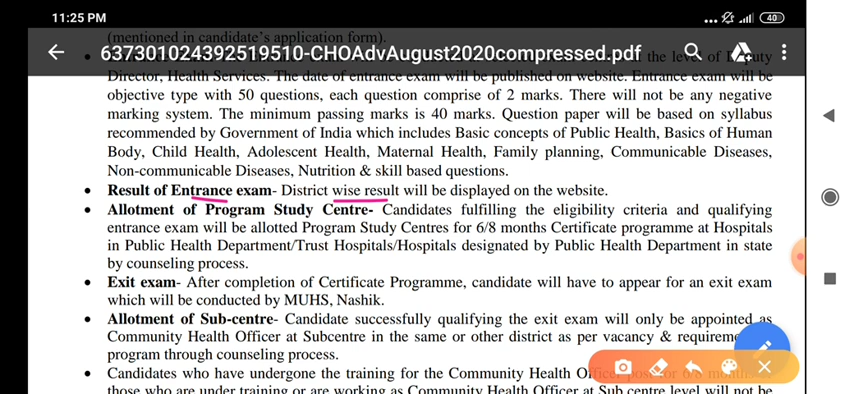 11:25 PM
40
(mentioned in candidate's application form).
637301024392519510-CHOAdvAugust2020compressed.pdf
the level of Deputy
Director, Health Services. The date of entrance exam will be published on website. Entrance exam will be
objective type with 50 questions, each question comprise of 2 marks. There will not be any negative
marking system. The minimum passing marks is 40 marks. Question paper will be based on syllabus
recommended by Government of India which includes Basic concepts of Public Health, Basics of Human
Body, Child Health, Adolescent Health, Maternal Health, Family planning, Communicable Diseases,
Non-communicable Diseases, Nutrition & skill based questions.
• Result of Entrance exam- District wise result will be displayed on the website.
• Allotment of Program Study Centre- Candidates fulfilling the eligibility criteria and qualifying
entrance exam will be allotted Program Study Centres for 6/8 months Certificate programme at Hospitals
in Public Health Department/Trust Hospitals/Hospitals designated by Public Health Department in state
by counseling process.
• Exit exam- After completion of Certificate Programme, candidate will have to appear for an exit exam
which will be conducted by MUHS, Nashik.
• Allotment of Sub-centre- Candidate successfully qualifying the exit exam will only be appointed as
Community Health Officer at Subcentre in the same or other district as per vacancy & requirement
program through counseling process.
• Candidates who have undergone the training for the Community Health Officer post for 6/8 months
those who are under training or are working as Community Health Officer at Sub centre level will not be